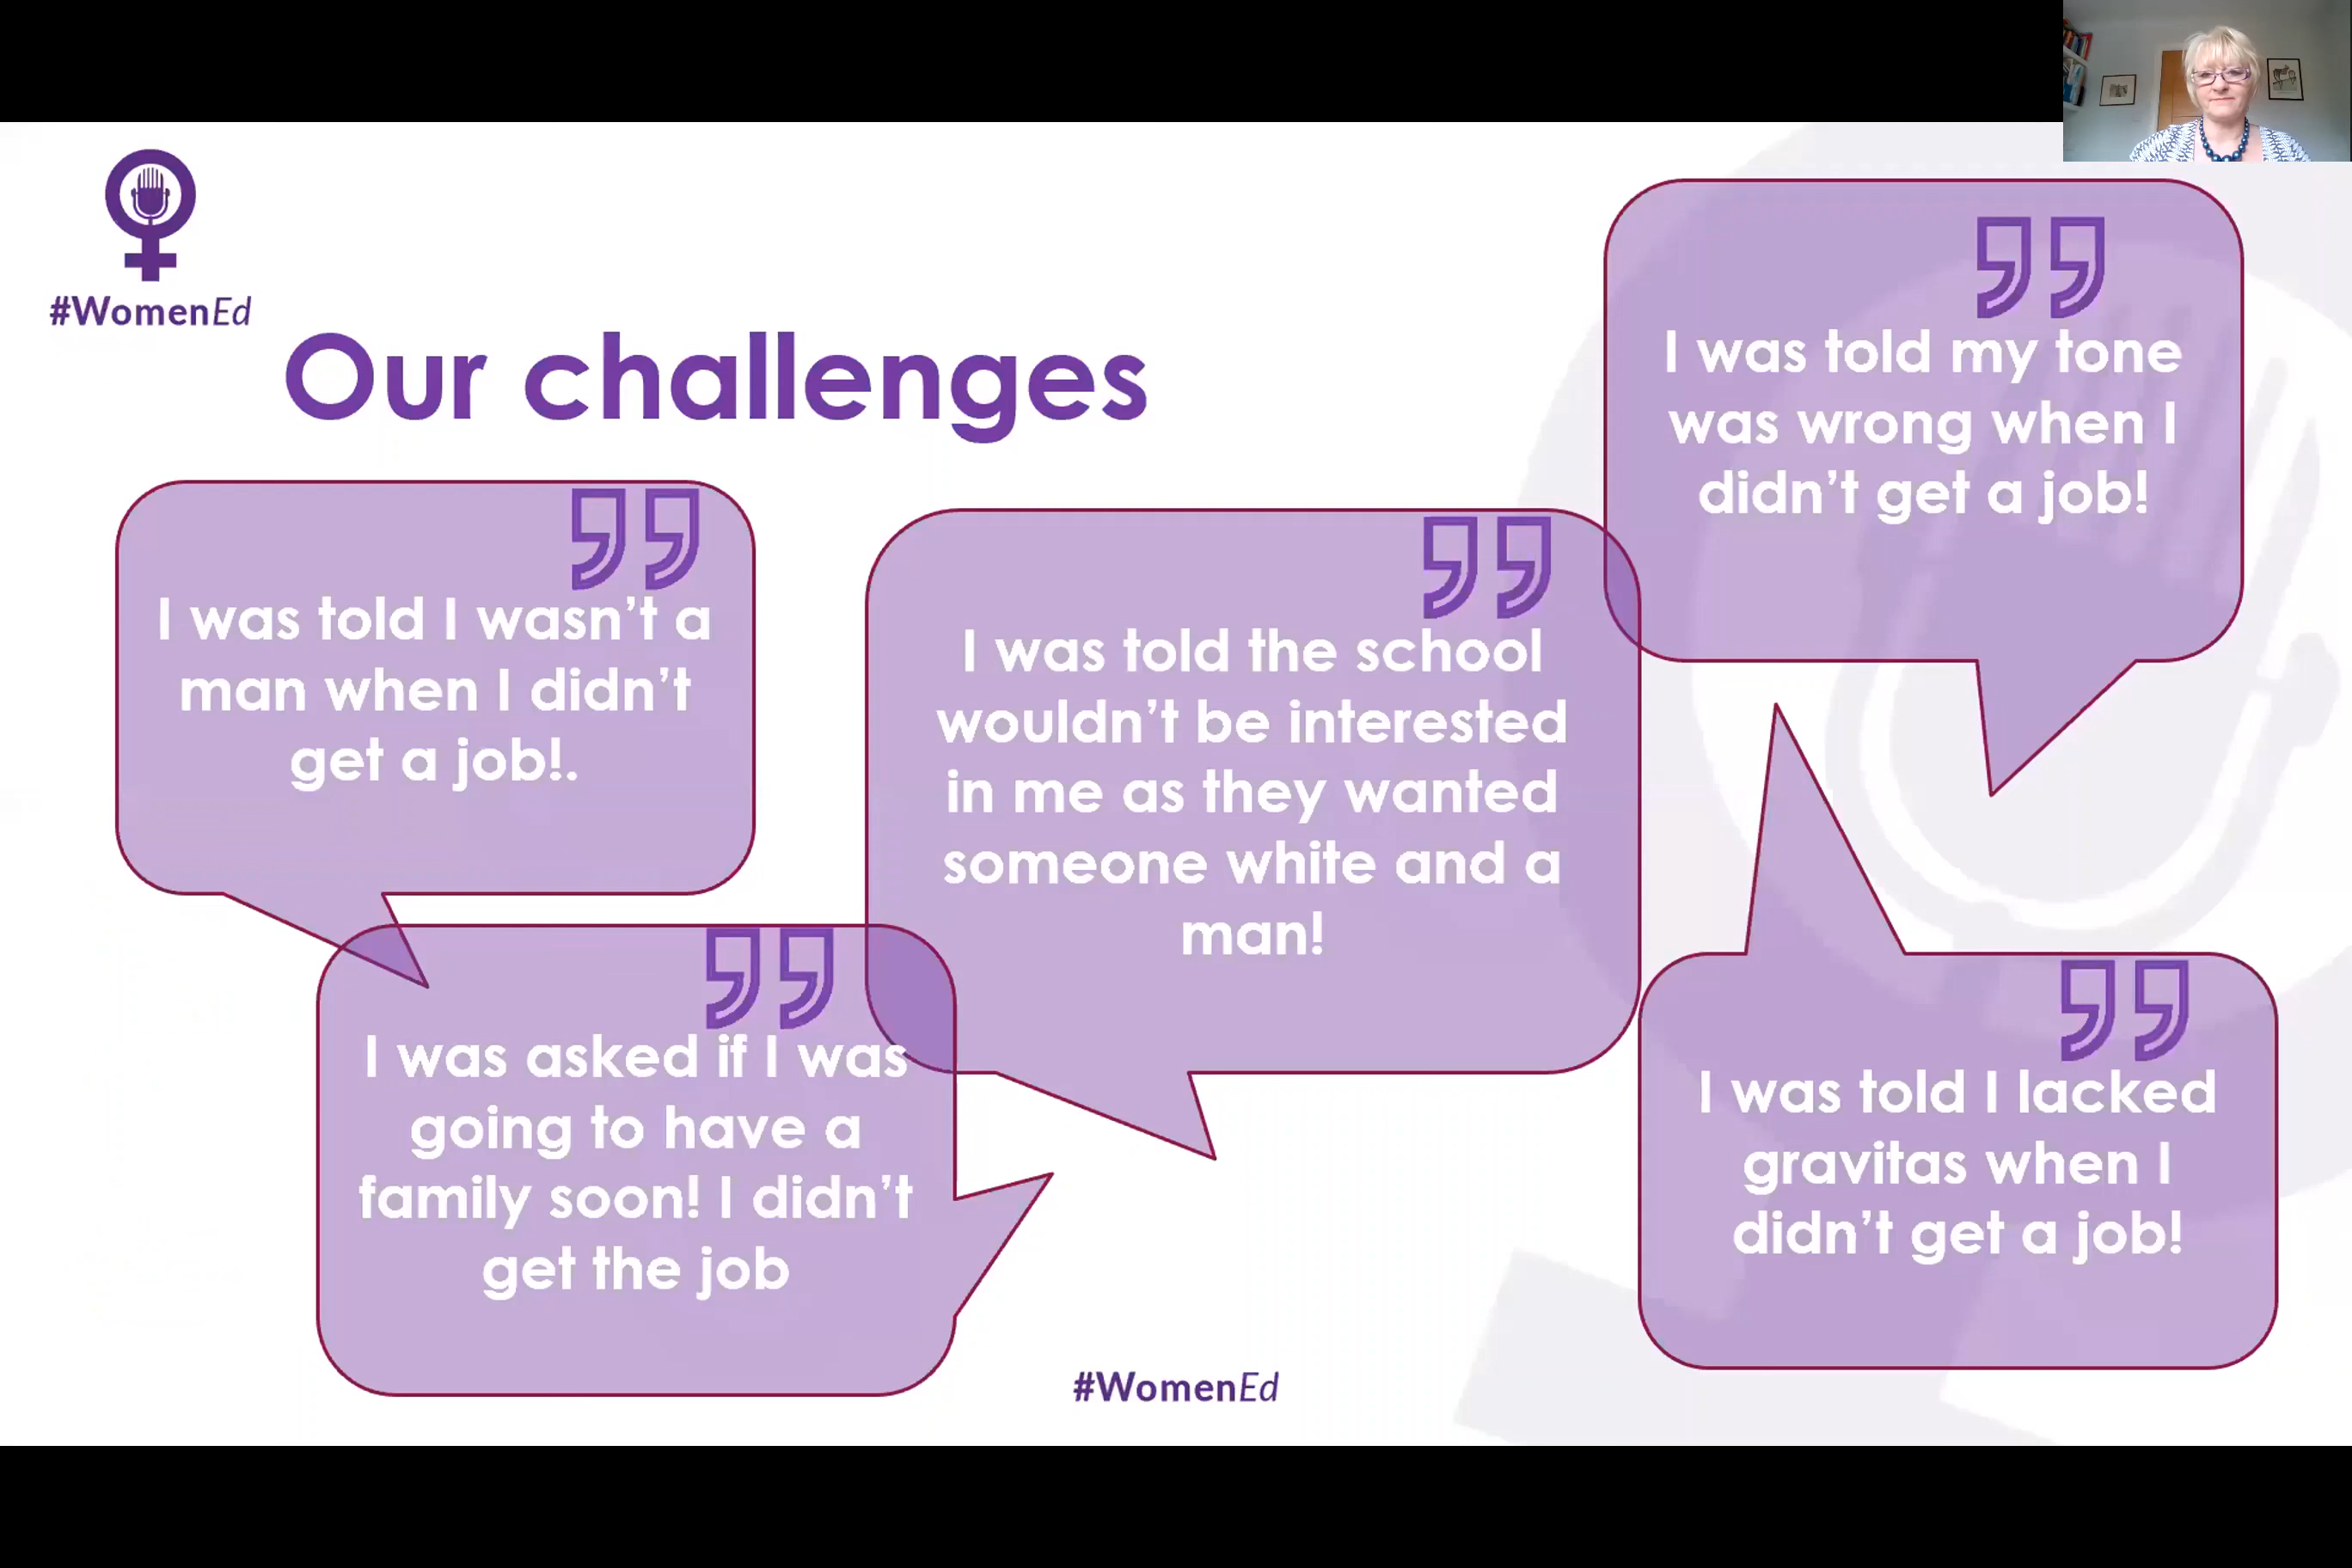 #WomenEd
Our challenges
I was told my tone
was wrong when I
didn't get a job!
I was told I wasn't a
man when I didn't
get a job!.
I was told the school
wouldn't be interested
in me as they wanted
someone white and a
man!
I was asked if I was
going to have a
family soon! I didn't
get the job
I was told I lacked
gravitas when I
didn't get a job!
#WomenEd